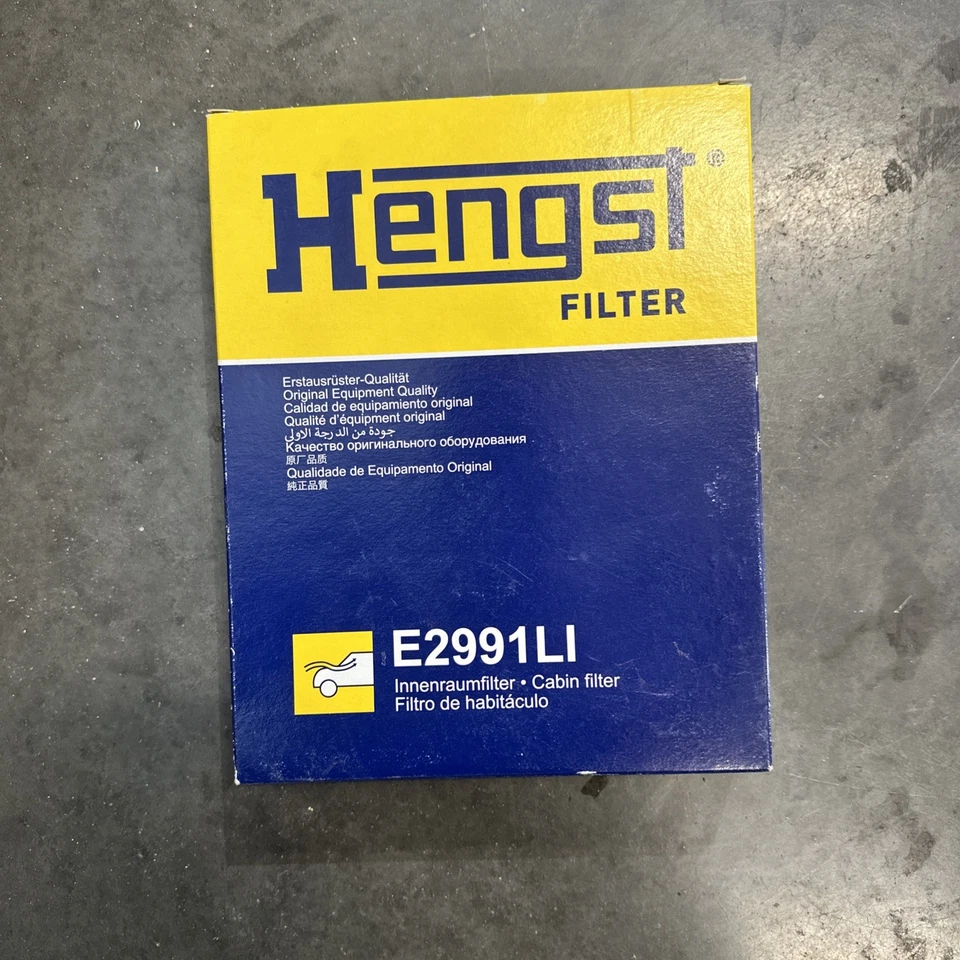 Hengst®
FILTER
Erstausrüster-Qualität
Original Equipment Quality
Calidad de equipamiento original
Qualité d'équipment original
جودة من الدرجة الاولى
Качество оригинального оборудования
原厂品质
Qualidade de Equipamento Original
純正品質
E2991LI
Innenraumfilter • Cabin filter
Filtro de habitáculo